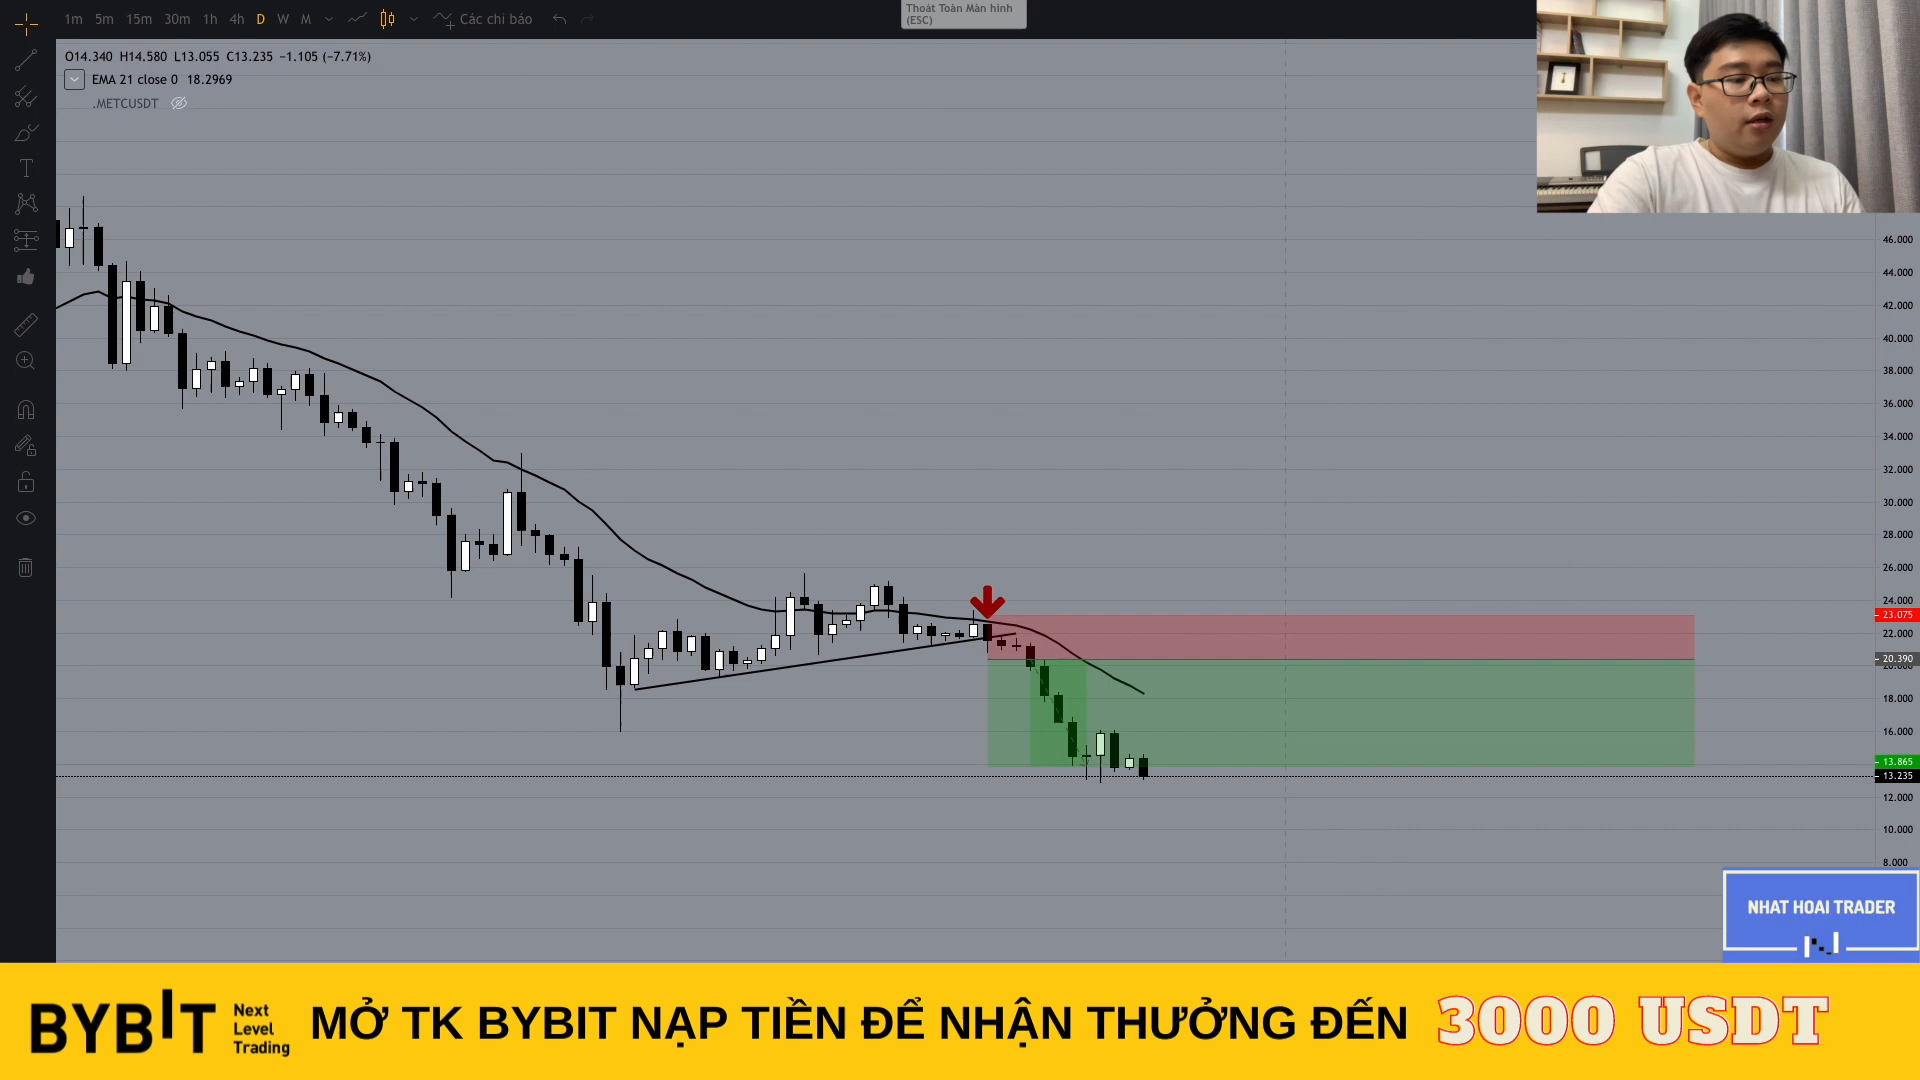 1m 5m 15m 30m 1h 4h D W M Các chỉ báo
Thoát Toàn Màn hình
(ESC)
O14.340 H14.580 L13.055 C13.235 −1.105 (−7.71%)
EMA 21 close 0 18.2969
.METCUSDT
46.000
44.000
42.000
40.000
38.000
36.000
34.000
32.000
30.000
28.000
26.000
24.000
23.075
22.000
20.390
18.000
16.000
13.865
13.235
12.000
10.000
8.000
NHAT HOAI TRADER
BYBIT
Next
Level
Trading
MỞ TK BYBIT NẠP TIỀN ĐỂ NHẬN THƯỞNG ĐẾN 3000 USDT